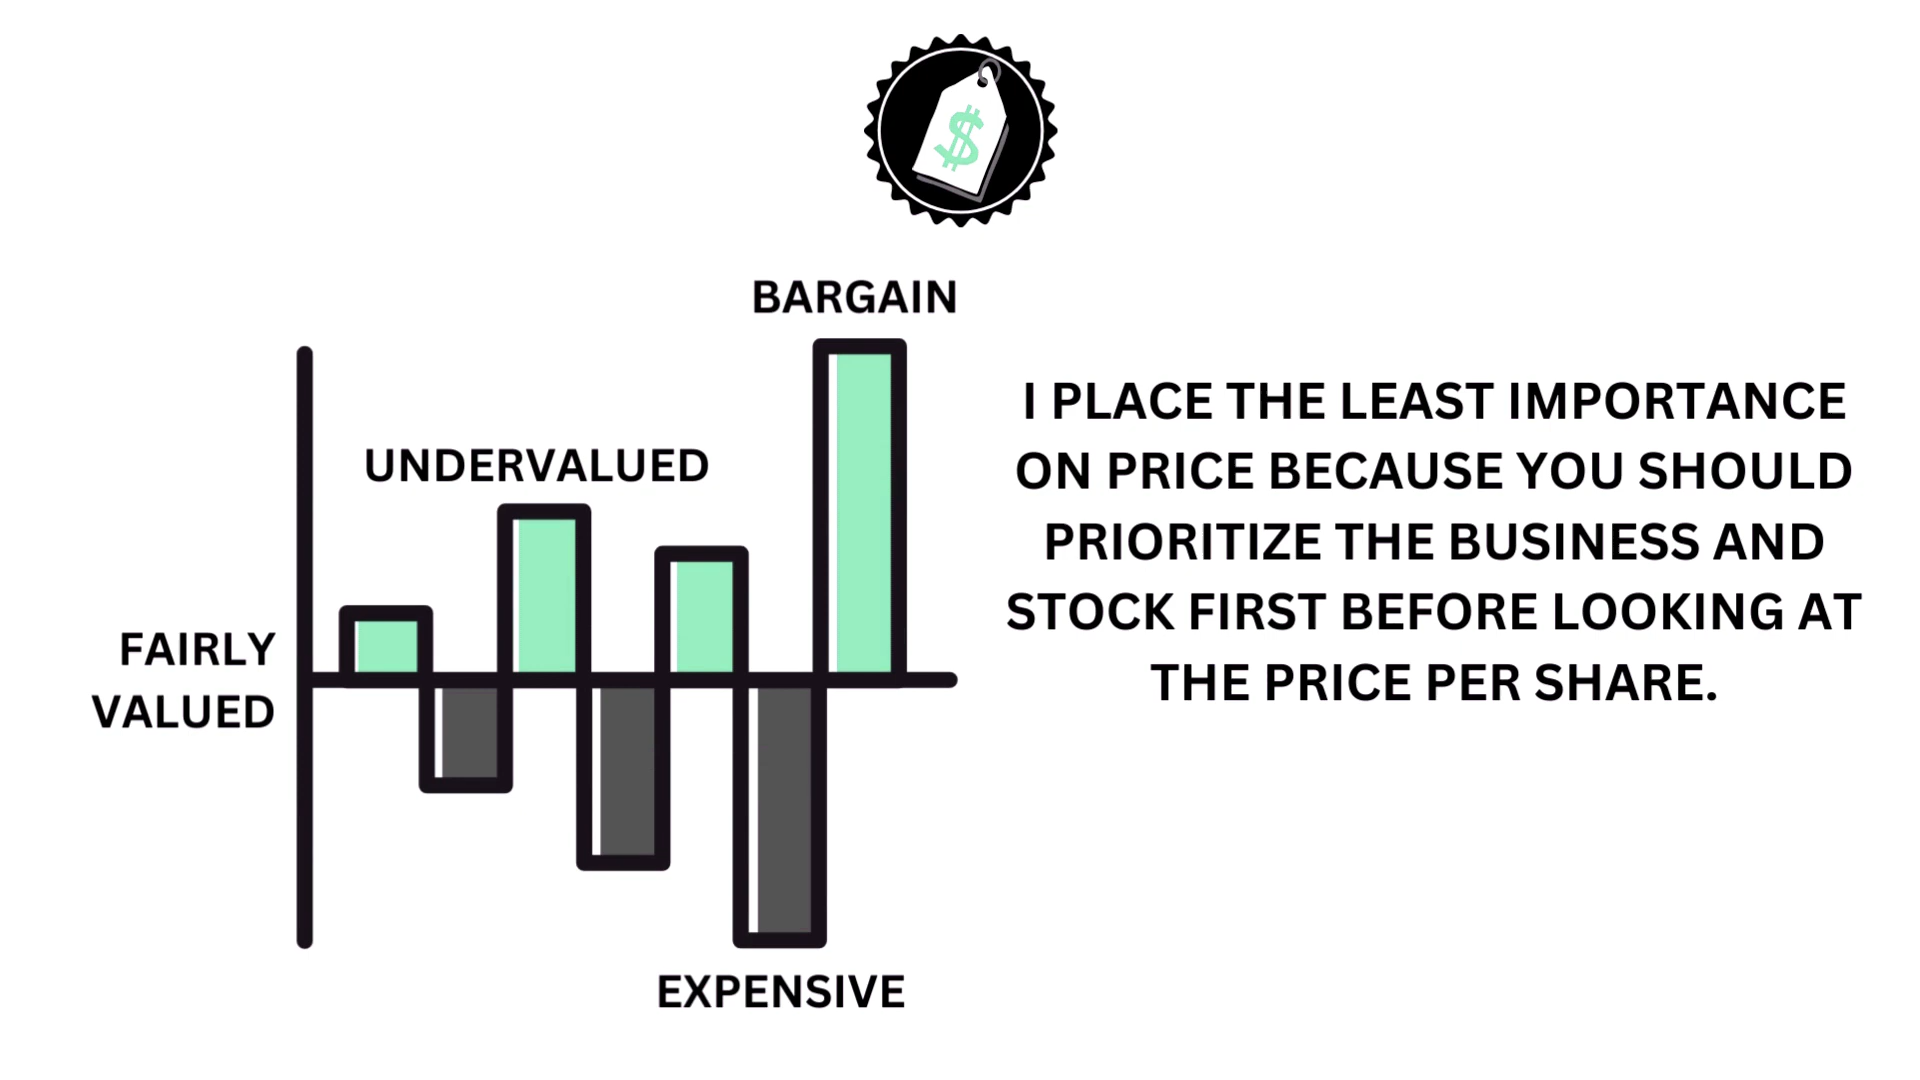 $
BARGAIN
UNDERVALUED
FAIRLY
VALUED
EXPENSIVE
I PLACE THE LEAST IMPORTANCE
ON PRICE BECAUSE YOU SHOULD
PRIORITIZE THE BUSINESS AND
STOCK FIRST BEFORE LOOKING AT
THE PRICE PER SHARE.